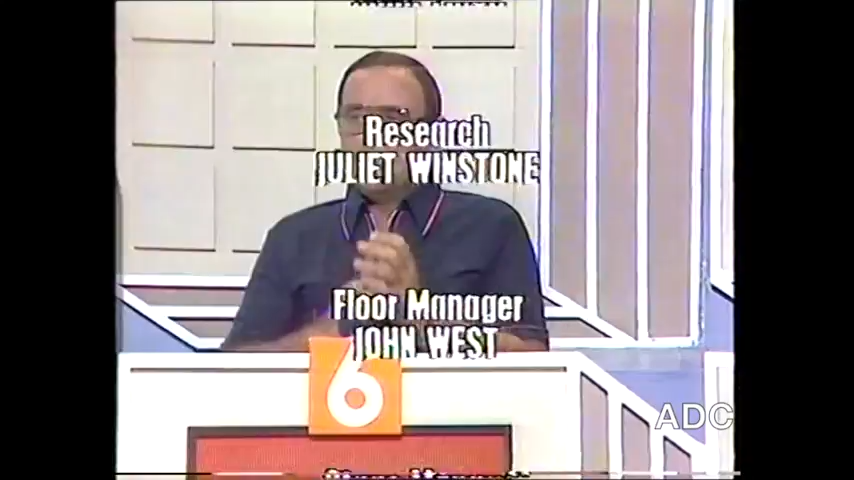 Research
JULIET WINSTONE
Floor Manager
JOHN WEST
6
ADC